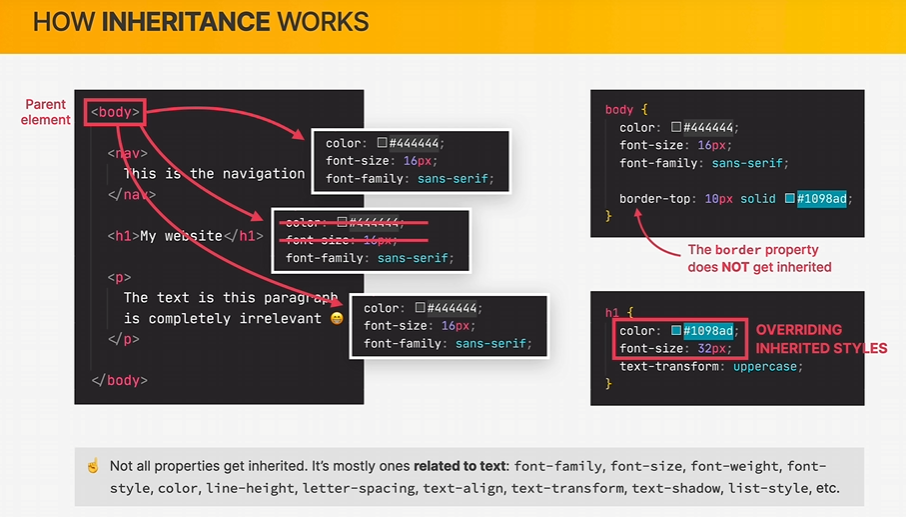 HOW INHERITANCE WORKS
Parent
element
<body>
<nav>
This is the navigation
</nav>
<h1>My website</h1>
<p>
The text is this paragraph
is completely irrelevant 😁
</p>
</body>
color: #444444;
font-size: 16px;
font-family: sans-serif;
color: #444444;
font-size: 16px;
font-family: sans-serif;
color: #444444;
font-size: 16px;
font-family: sans-serif;
body {
color: #444444;
font-size: 16px;
font-family: sans-serif;
border-top: 10px solid #1098ad;
}
The border property
does NOT get inherited
h1 {
color: #1098ad;
font-size: 32px;
text-transform: uppercase;
}
OVERRIDING
INHERITED STYLES
☝️ Not all properties get inherited. It's mostly ones related to text: font-family, font-size, font-weight, font-
style, color, line-height, letter-spacing, text-align, text-transform, text-shadow, list-style, etc.